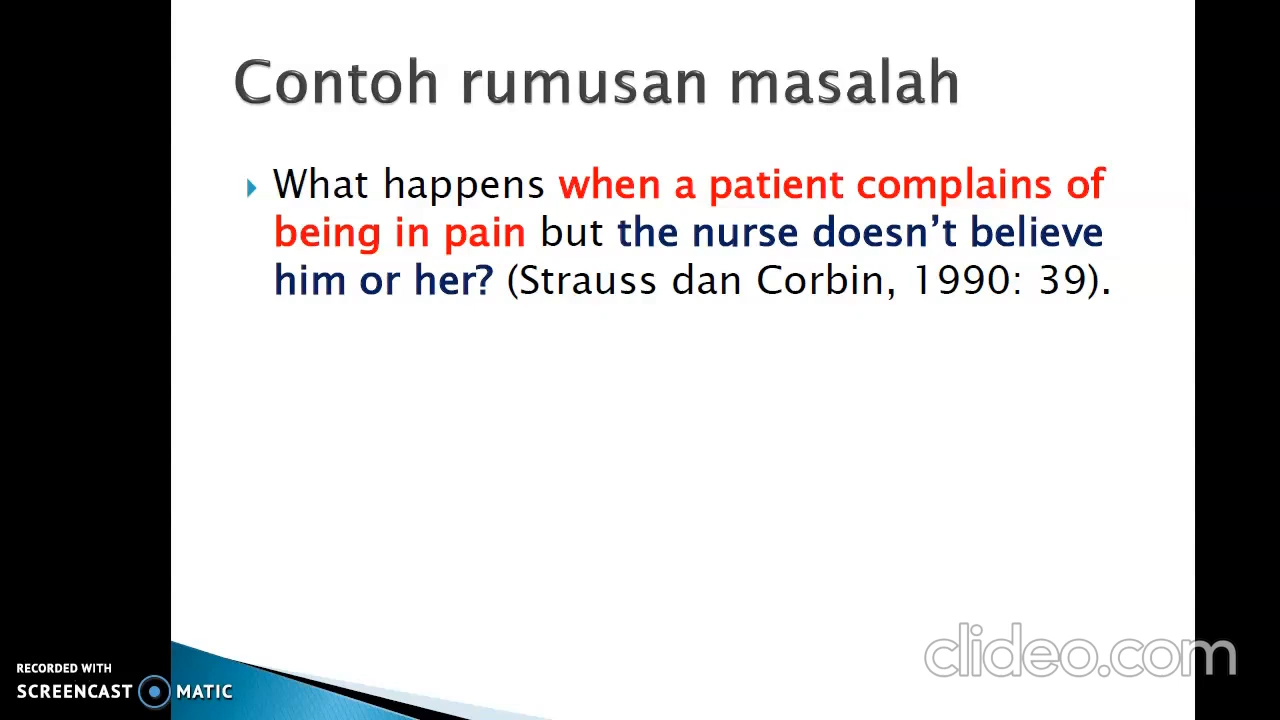 Contoh rumusan masalah
What happens when a patient complains of
being in pain but the nurse doesn’t believe
him or her? (Strauss dan Corbin, 1990: 39).
clideo.com
RECORDED WITH
SCREENCAST MATIC